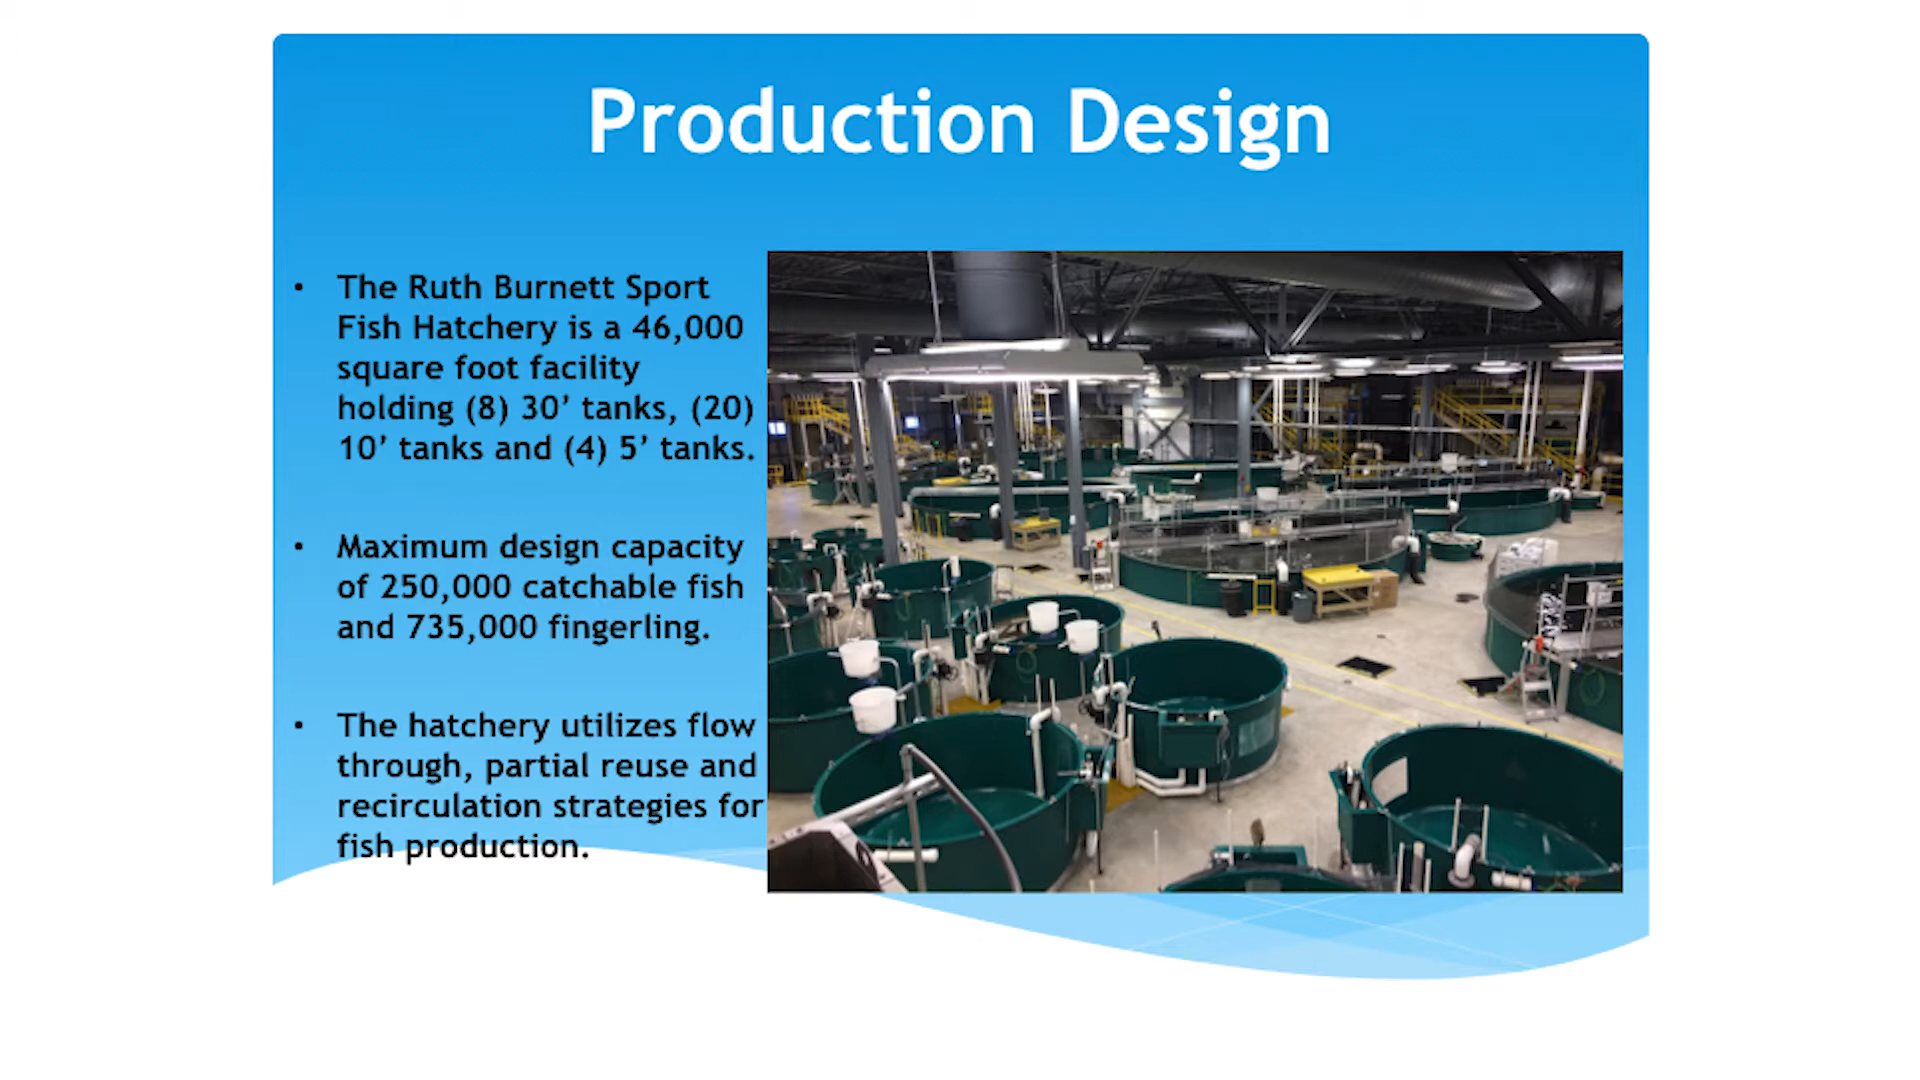 Production Design
• The Ruth Burnett Sport
Fish Hatchery is a 46,000
square foot facility
holding (8) 30’ tanks, (20)
10’ tanks and (4) 5’ tanks.
• Maximum design capacity
of 250,000 catchable fish
and 735,000 fingerling.
• The hatchery utilizes flow
through, partial reuse and
recirculation strategies for
fish production.